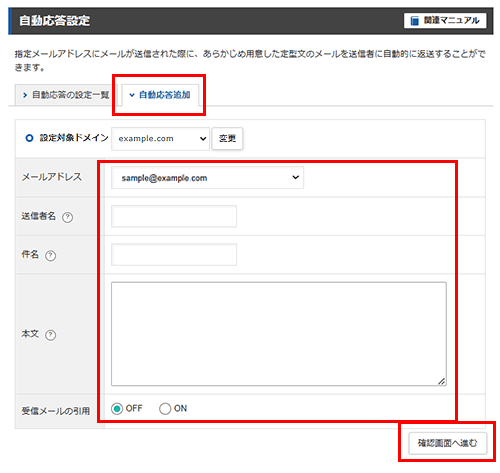 自動応答設定
関連マニュアル
指定メールアドレスにメールが送信された際に、あらかじめ用意した定型文のメールを送信者に自動的に返送することがで
きます。
自動応答の設定一覧
自動応答追加
設定対象ドメイン example.com 変更
メールアドレス sample@example.com
送信者名 ?
件名 ?
本文 ?
受信メールの引用 OFF ON
確認画面へ進む